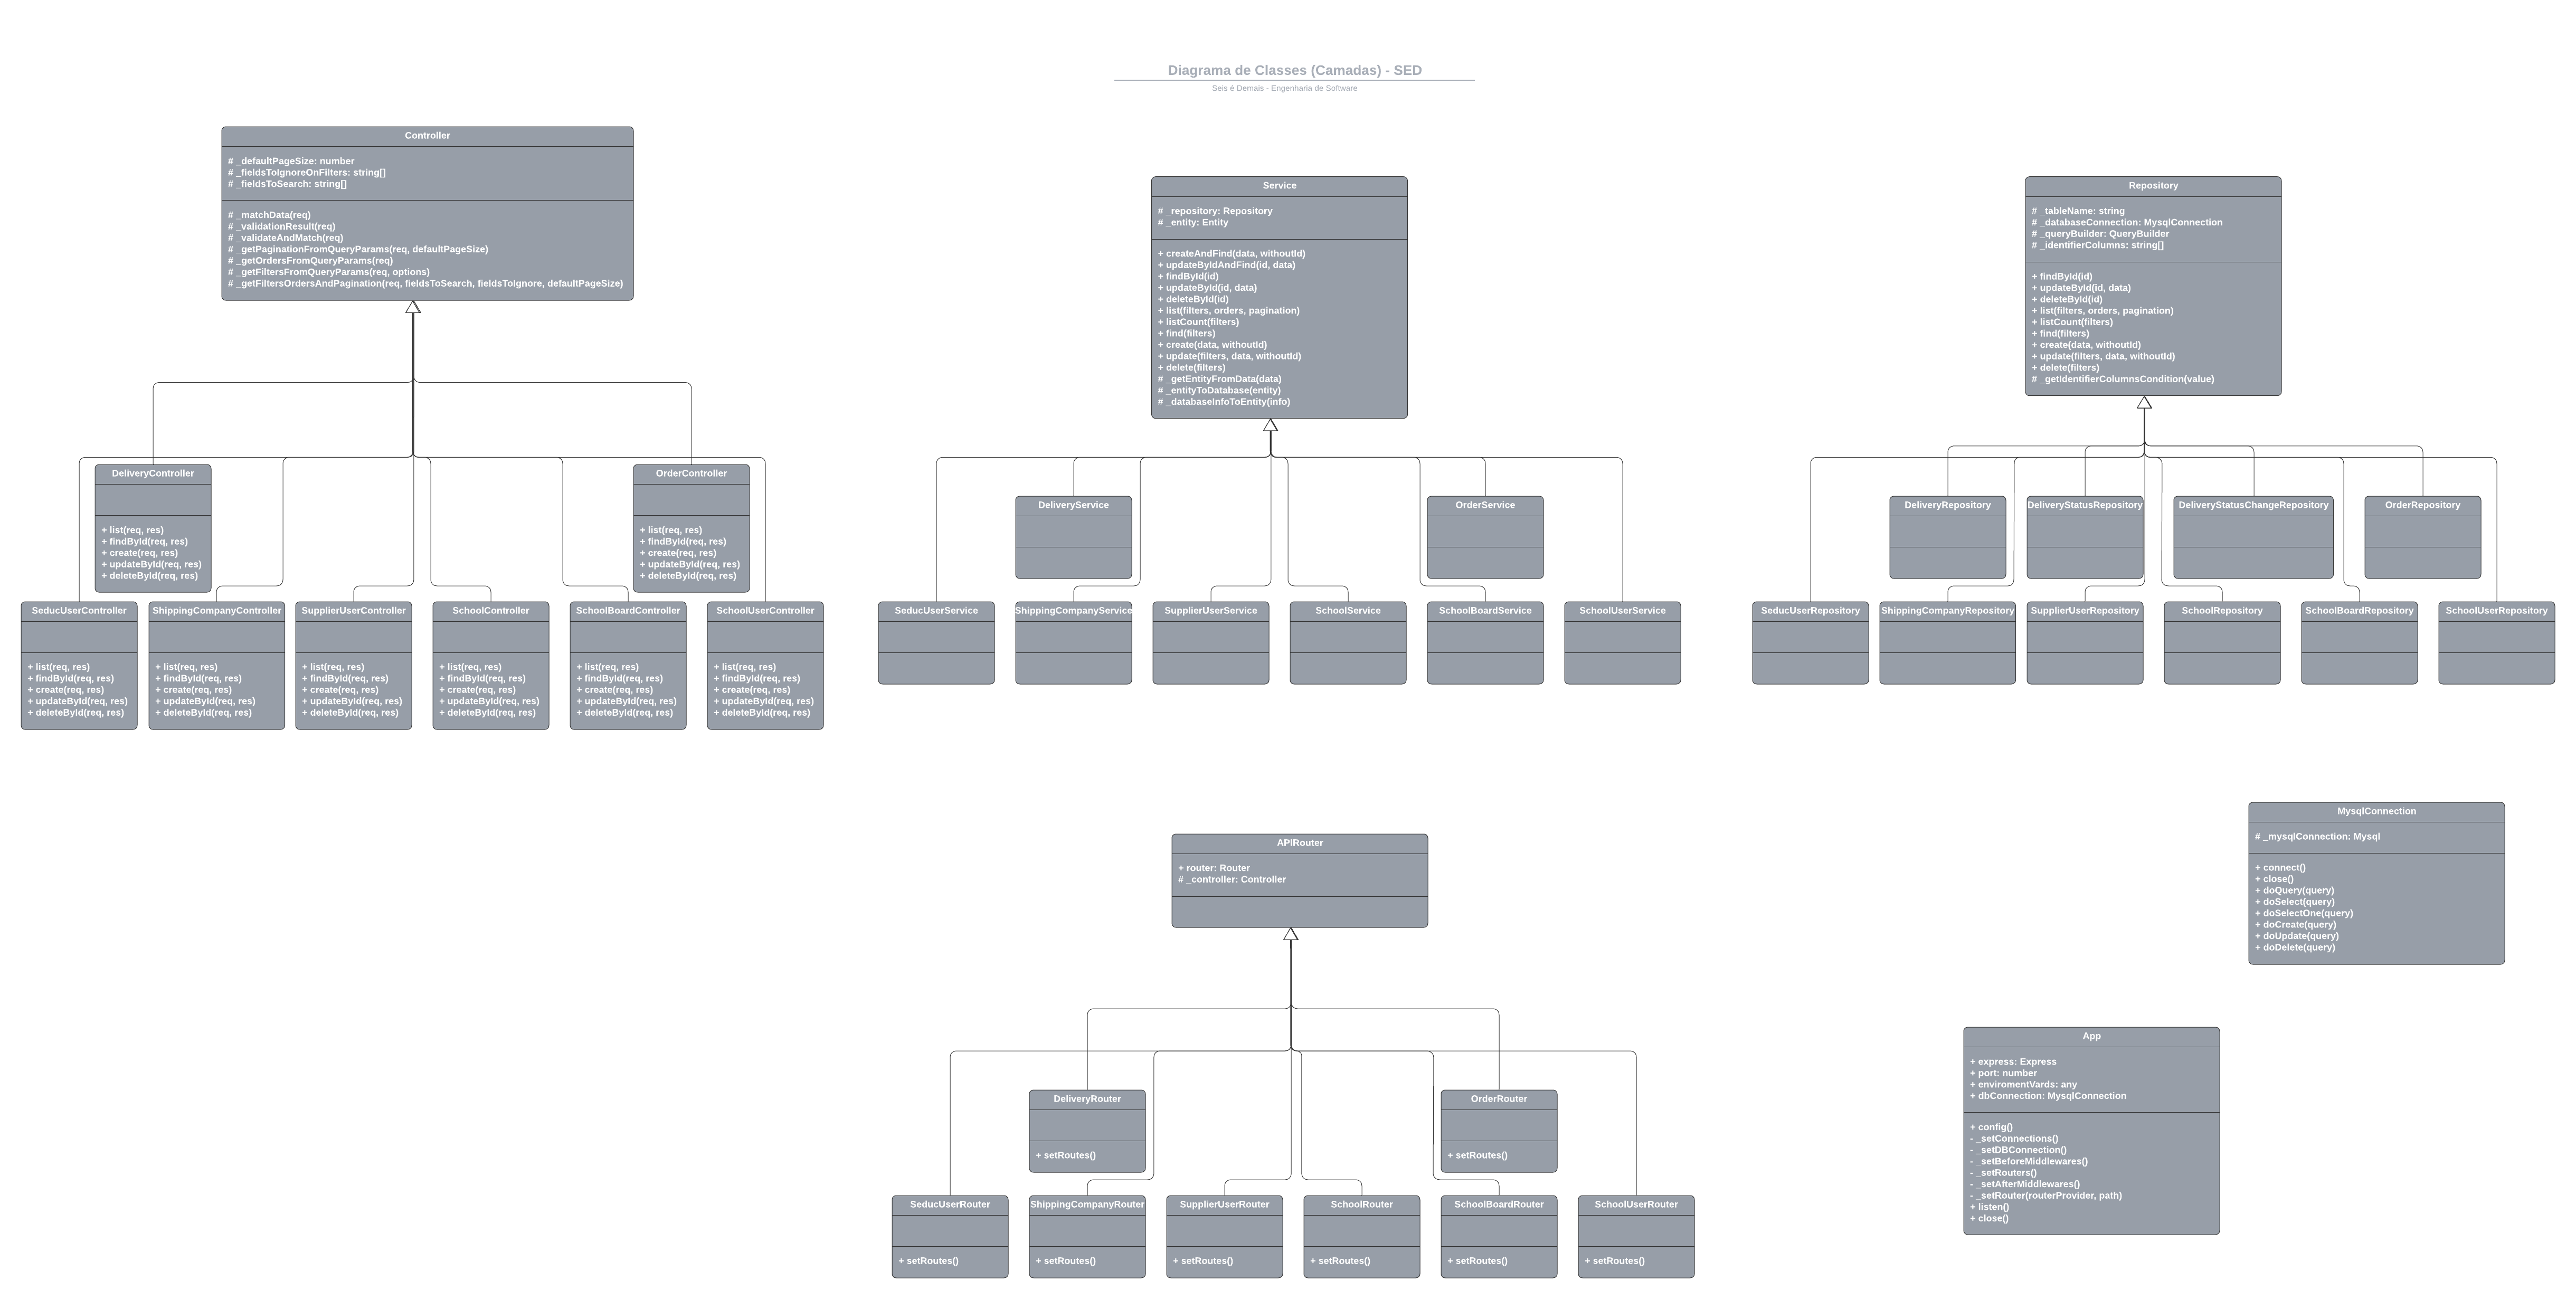 Diagrama de Classes (Camadas) - SED
Seis é Demais - Engenharia de Software
Controller
# _defaultPageSize: number
# _fieldsToIgnoreOnFilters: string[]
# _fieldsToSearch: string[]
# _matchData(req)
# _validationResult(req)
# _validateAndMatch(req)
# _getPaginationFromQueryParams(req, defaultPageSize)
# _getOrdersFromQueryParams(req)
# _getFiltersFromQueryParams(req, options)
# _getFiltersOrdersAndPagination(req, fieldsToSearch, fieldsToIgnore, defaultPageSize)
DeliveryController
+ list(req, res)
+ findById(req, res)
+ create(req, res)
+ updateById(req, res)
+ deleteById(req, res)
OrderController
+ list(req, res)
+ findById(req, res)
+ create(req, res)
+ updateById(req, res)
+ deleteById(req, res)
SeducUserController
+ list(req, res)
+ findById(req, res)
+ create(req, res)
+ updateById(req, res)
+ deleteById(req, res)
ShippingCompanyController
+ list(req, res)
+ findById(req, res)
+ create(req, res)
+ updateById(req, res)
+ deleteById(req, res)
SupplierUserController
+ list(req, res)
+ findById(req, res)
+ create(req, res)
+ updateById(req, res)
+ deleteById(req, res)
SchoolController
+ list(req, res)
+ findById(req, res)
+ create(req, res)
+ updateById(req, res)
+ deleteById(req, res)
SchoolBoardController
+ list(req, res)
+ findById(req, res)
+ create(req, res)
+ updateById(req, res)
+ deleteById(req, res)
SchoolUserController
+ list(req, res)
+ findById(req, res)
+ create(req, res)
+ updateById(req, res)
+ deleteById(req, res)
Service
# _repository: Repository
# _entity: Entity
+ createAndFind(data, withoutId)
+ updateByIdAndFind(id, data)
+ findById(id)
+ updateById(id, data)
+ deleteById(id)
+ list(filters, orders, pagination)
+ listCount(filters)
+ find(filters)
+ create(data, withoutId)
+ update(filters, data, withoutId)
+ delete(filters)
# _getEntityFromData(data)
# _entityToDatabase(entity)
# _databaseInfoToEntity(info)
DeliveryService
OrderService
SeducUserService
ShippingCompanyService
SupplierUserService
SchoolService
SchoolBoardService
SchoolUserService
Repository
# _tableName: string
# _databaseConnection: MysqlConnection
# _queryBuilder: QueryBuilder
# _identifierColumns: string[]
+ findById(id)
+ updateById(id, data)
+ deleteById(id)
+ list(filters, orders, pagination)
+ listCount(filters)
+ find(filters)
+ create(data, withoutId)
+ update(filters, data, withoutId)
+ delete(filters)
# _getIdentifierColumnsCondition(value)
DeliveryRepository
DeliveryStatusRepository
DeliveryStatusChangeRepository
OrderRepository
SeducUserRepository
ShippingCompanyRepository
SupplierUserRepository
SchoolRepository
SchoolBoardRepository
SchoolUserRepository
APIRouter
+ router: Router
# _controller: Controller
DeliveryRouter
+ setRoutes()
OrderRouter
+ setRoutes()
SeducUserRouter
+ setRoutes()
ShippingCompanyRouter
+ setRoutes()
SupplierUserRouter
+ setRoutes()
SchoolRouter
+ setRoutes()
SchoolBoardRouter
+ setRoutes()
SchoolUserRouter
+ setRoutes()
MysqlConnection
# _mysqlConnection: Mysql
+ connect()
+ close()
+ doQuery(query)
+ doSelect(query)
+ doSelectOne(query)
+ doCreate(query)
+ doUpdate(query)
+ doDelete(query)
App
+ express: Express
+ port: number
+ enviromentVards: any
+ dbConnection: MysqlConnection
+ config()
- _setConnections()
- _setDBConnection()
- _setBeforeMiddlewares()
- _setRouters()
- _setAfterMiddlewares()
- _setRouter(routerProvider, path)
+ listen()
+ close()